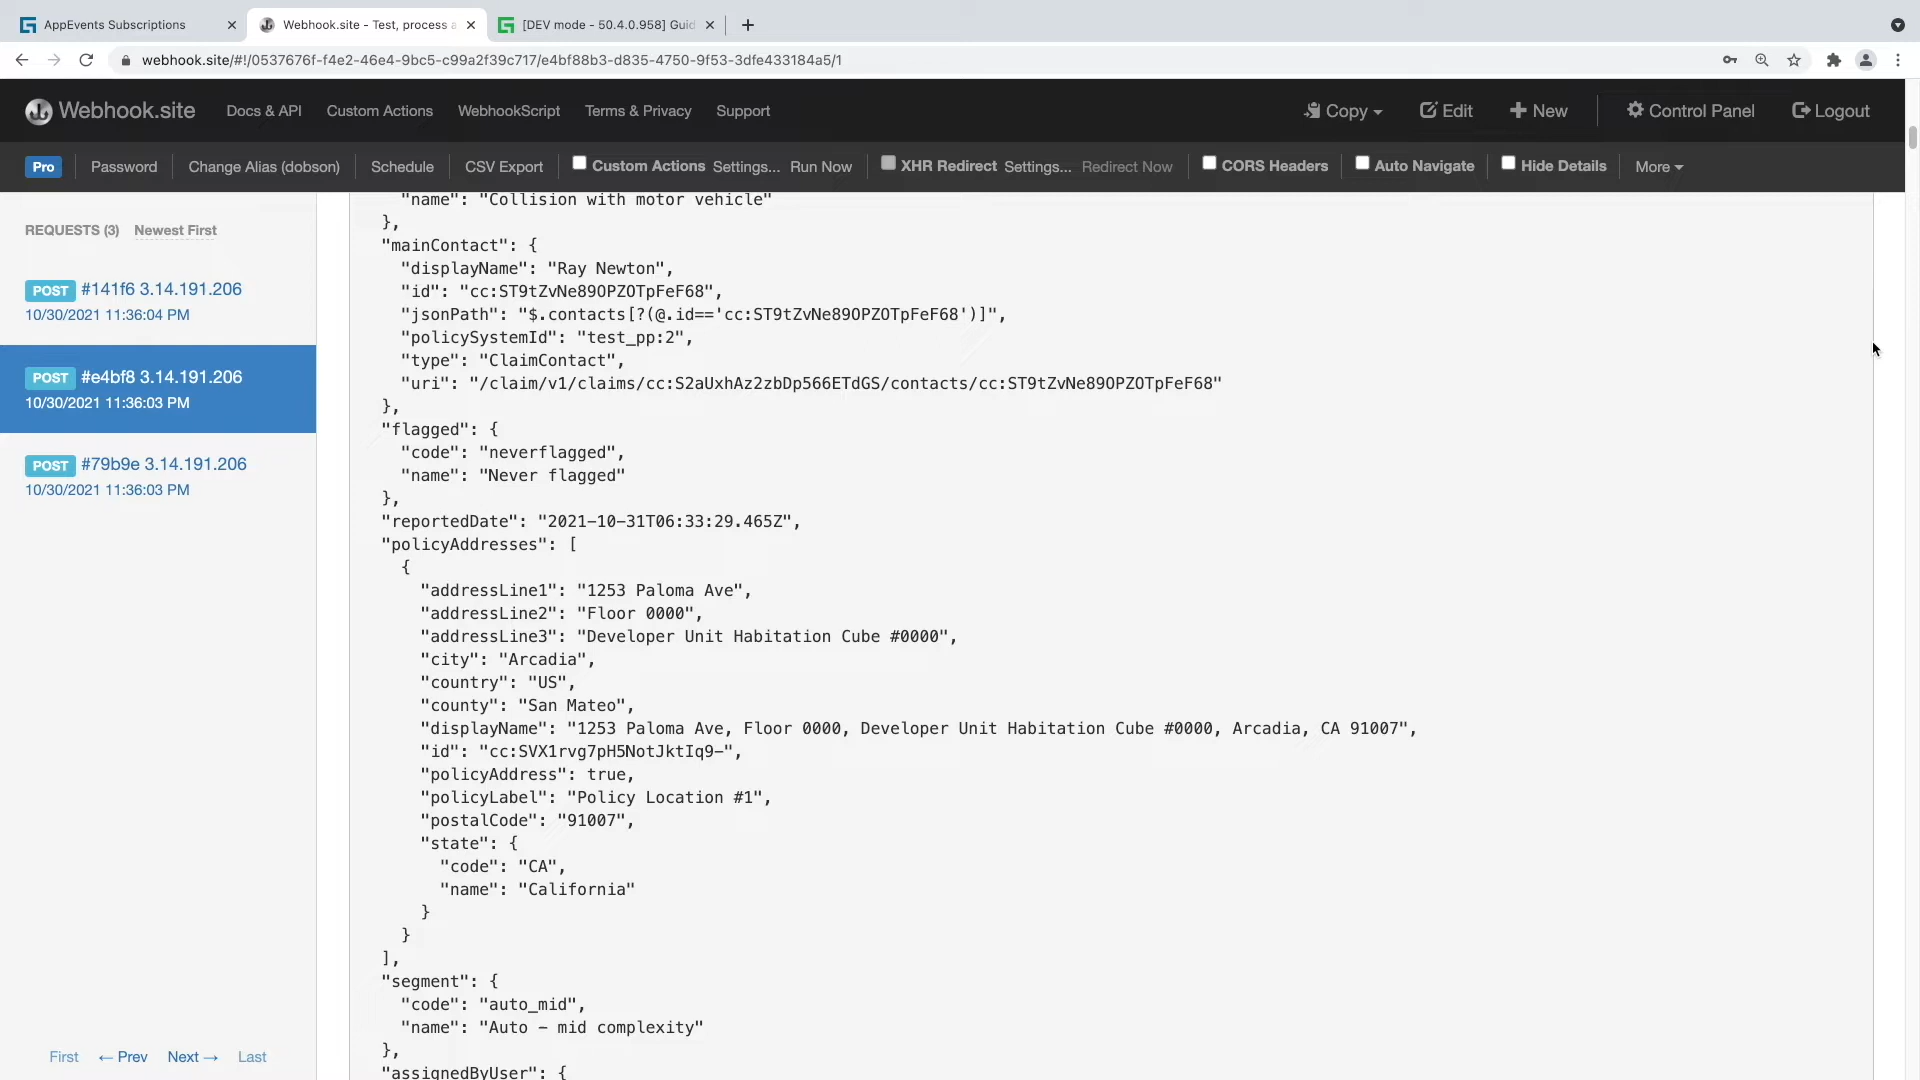 AppEvents Subscriptions
Webhook.site - Test, process a
[DEV mode - 50.4.0.958] Guid
webhook.site/#!/0537676f-f4e2-46e4-9bc5-c99a2f39c717/e4bf88b3-d835-4750-9f53-3dfe433184a5/1
Webhook.site Docs & API Custom Actions WebhookScript Terms & Privacy Support Copy Edit New Control Panel Logout
Pro Password Change Alias (dobson) Schedule CSV Export Custom Actions Settings... Run Now XHR Redirect Settings... Redirect Now CORS Headers Auto Navigate Hide Details More
REQUESTS (3) Newest First
POST #141f6 3.14.191.206
10/30/2021 11:36:04 PM
POST #e4bf8 3.14.191.206
10/30/2021 11:36:03 PM
POST #79b9e 3.14.191.206
10/30/2021 11:36:03 PM
First ← Prev Next → Last
"name": "Collision with motor vehicle"
},
"mainContact": {
"displayName": "Ray Newton",
"id": "cc:ST9tZvNe89OPZOTpFeF68",
"jsonPath": "$.contacts[?(@.id=='cc:ST9tZvNe89OPZOTpFeF68')]",
"policySystemId": "test_pp:2",
"type": "ClaimContact",
"uri": "/claim/v1/claims/cc:S2aUxhAz2zbDp566ETdGS/contacts/cc:ST9tZvNe89OPZOTpFeF68"
},
"flagged": {
"code": "neverflagged",
"name": "Never flagged"
},
"reportedDate": "2021-10-31T06:33:29.465Z",
"policyAddresses": [
{
"addressLine1": "1253 Paloma Ave",
"addressLine2": "Floor 0000",
"addressLine3": "Developer Unit Habitation Cube #0000",
"city": "Arcadia",
"country": "US",
"county": "San Mateo",
"displayName": "1253 Paloma Ave, Floor 0000, Developer Unit Habitation Cube #0000, Arcadia, CA 91007",
"id": "cc:SVX1rvg7pH5NotJktIq9-",
"policyAddress": true,
"policyLabel": "Policy Location #1",
"postalCode": "91007",
"state": {
"code": "CA",
"name": "California"
}
}
],
"segment": {
"code": "auto_mid",
"name": "Auto - mid complexity"
},
"assignedByUser": {